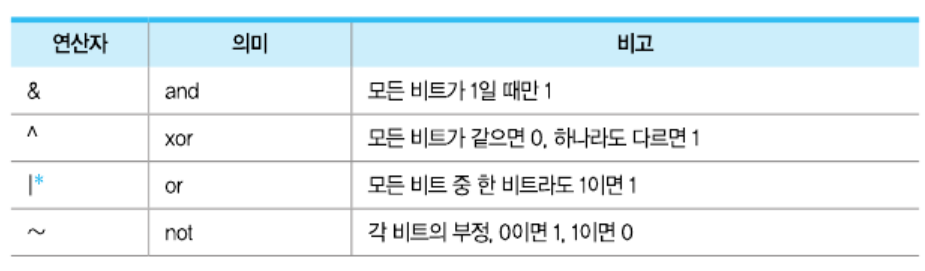 연산자 의미 비고
& and 모든 비트가 1일 때만 1
^ xor 모든 비트가 같으면 0, 하나라도 다르면 1
|* or 모든 비트 중 한 비트라도 1이면 1
~ not 각 비트의 부정, 0이면 1, 1이면 0